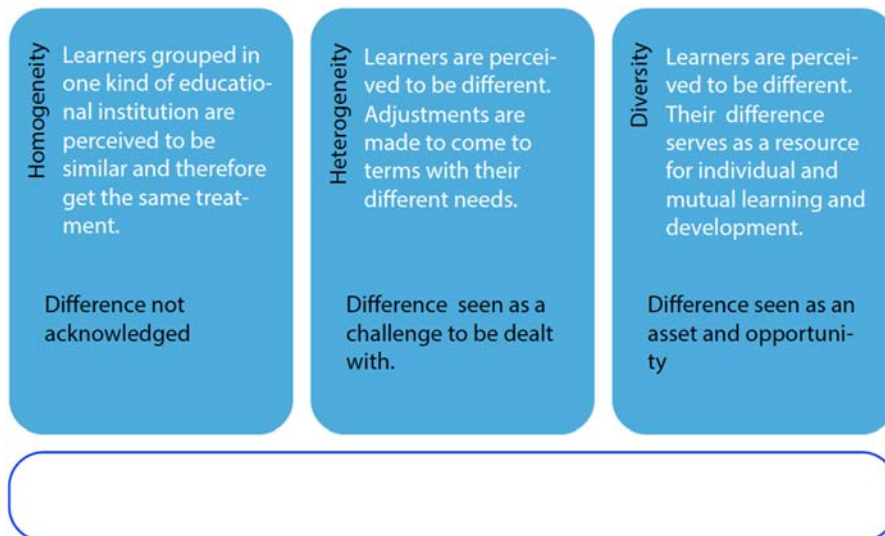 Homogeneity
Learners grouped in
one kind of educatio-
nal institution are
perceived to be
similar and therefore
get the same treat-
ment.
Difference not
acknowledged
Heterogeneity
Learners are percei-
ved to be different.
Adjustments are
made to come to
terms with their
different needs.
Difference  seen as a
challenge to be dealt
with.
Diversity
Learners are percei-
ved to be different.
Their  difference
serves as a resource
for individual and
mutual learning and
development.
Difference seen as an
asset and opportuni-
ty